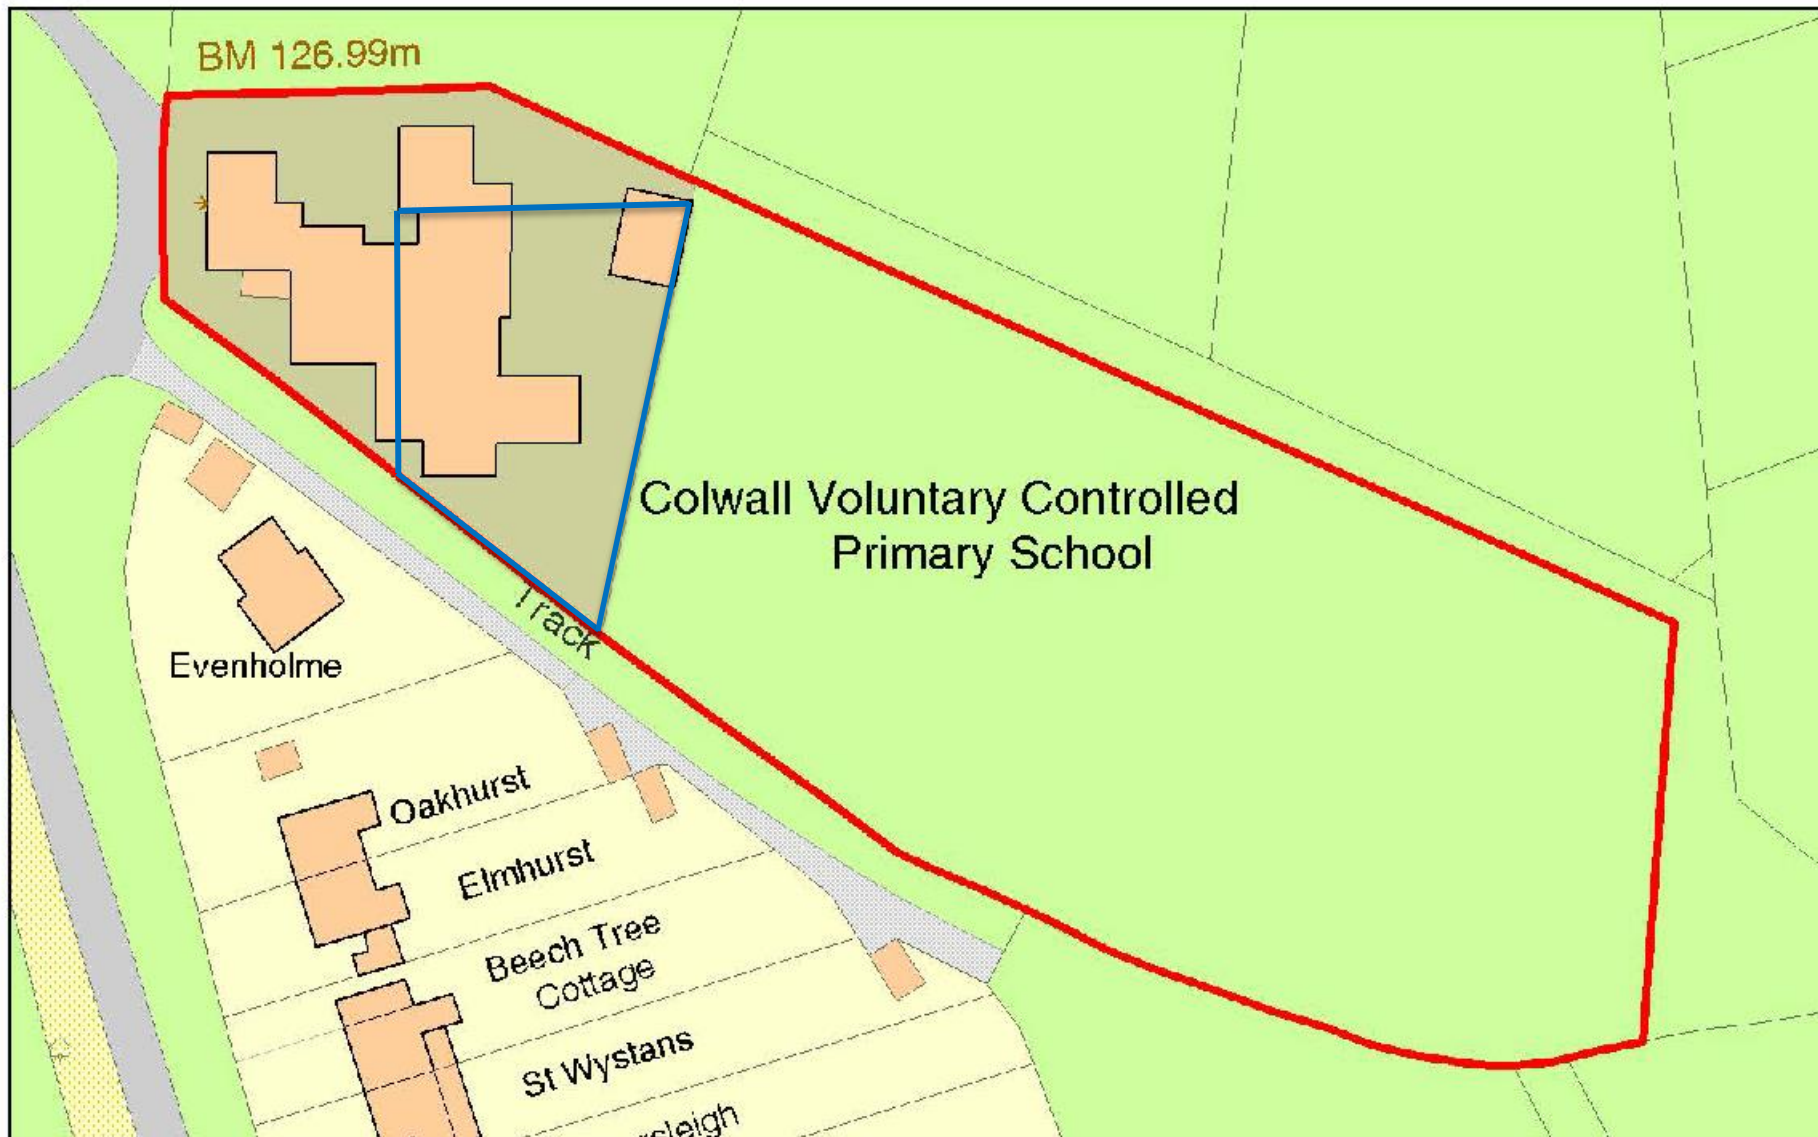 BM 126.99m
Colwall Voluntary Controlled
Primary School
Track
Evenholme
Oakhurst
Elmhurst
Beech Tree
Cottage
St Wystans